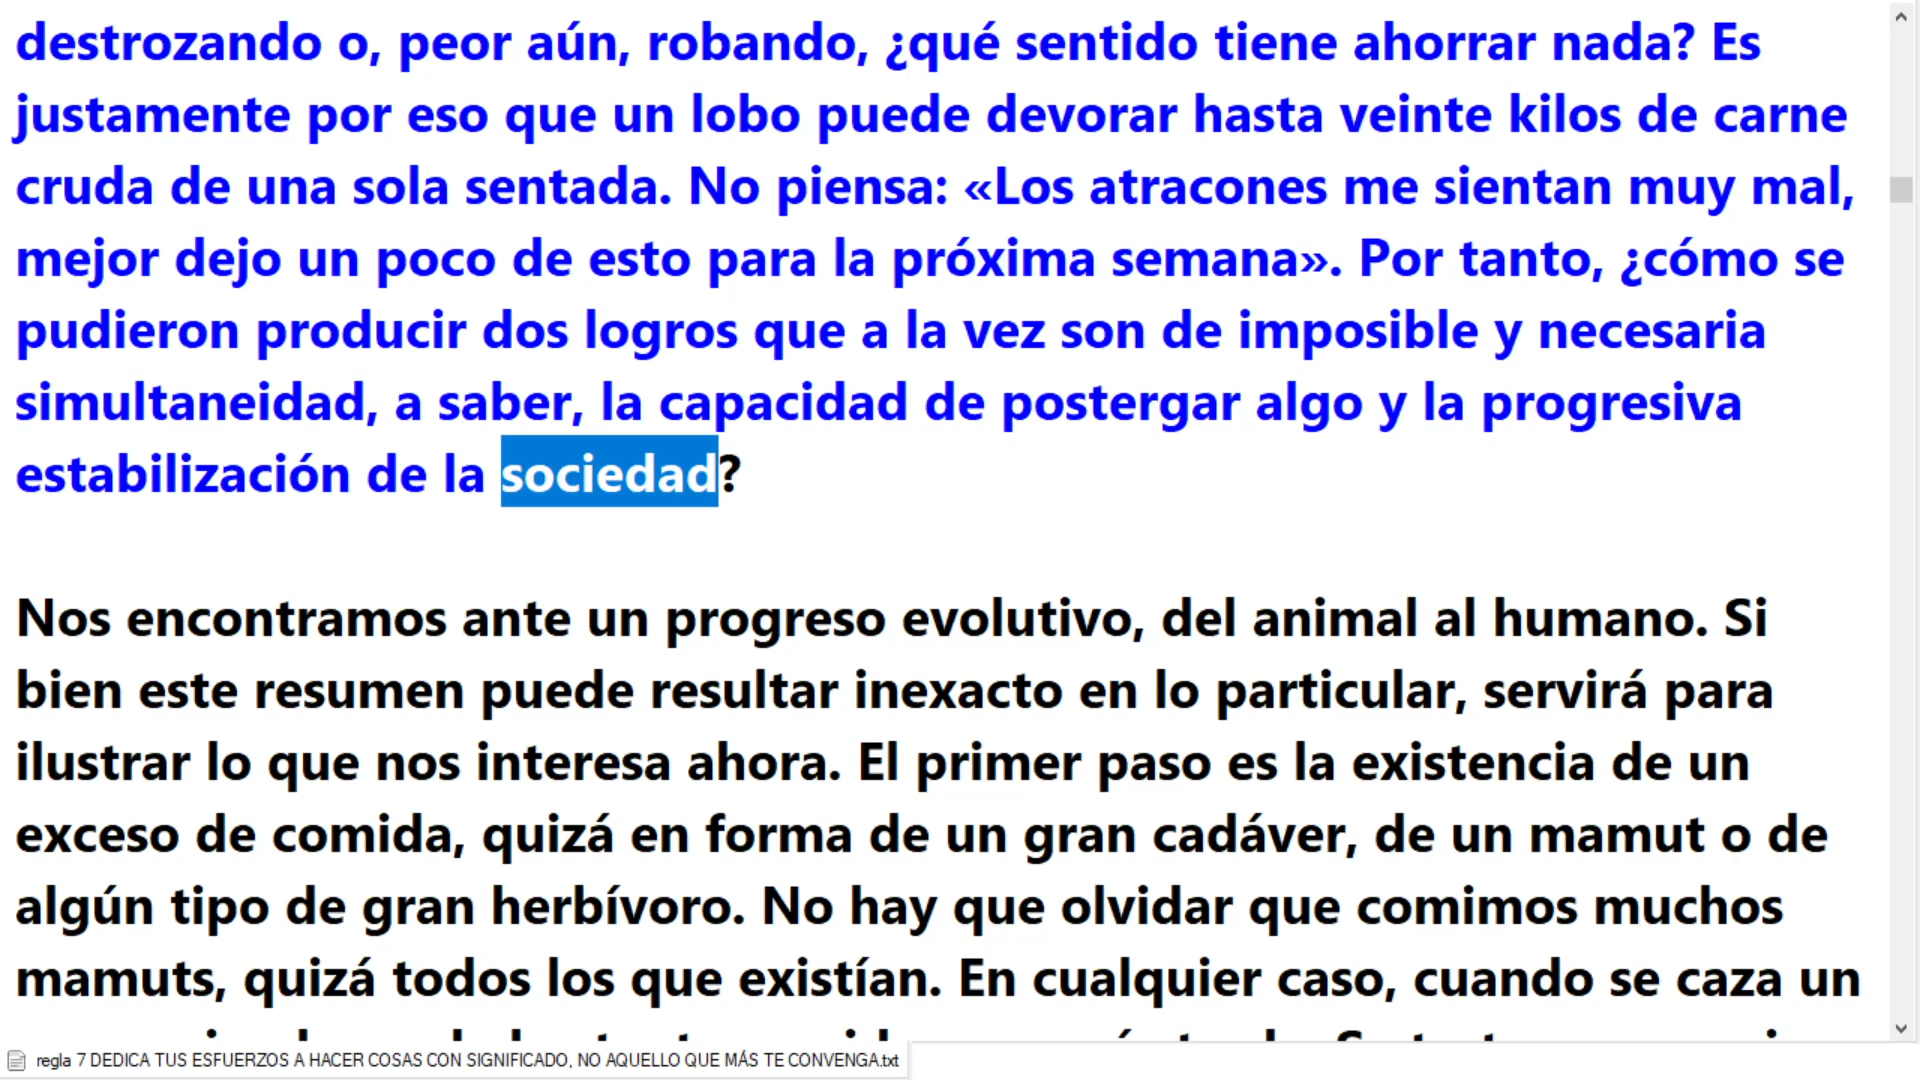 destrozando o, peor aún, robando, ¿qué sentido tiene ahorrar nada? Es
justamente por eso que un lobo puede devorar hasta veinte kilos de carne
cruda de una sola sentada. No piensa: «Los atracones me sientan muy mal,
mejor dejo un poco de esto para la próxima semana». Por tanto, ¿cómo se
pudieron producir dos logros que a la vez son de imposible y necesaria
simultaneidad, a saber, la capacidad de postergar algo y la progresiva
estabilización de la sociedad?
Nos encontramos ante un progreso evolutivo, del animal al humano. Si
bien este resumen puede resultar inexacto en lo particular, servirá para
ilustrar lo que nos interesa ahora. El primer paso es la existencia de un
exceso de comida, quizá en forma de un gran cadáver, de un mamut o de
algún tipo de gran herbívoro. No hay que olvidar que comimos muchos
mamuts, quizá todos los que existían. En cualquier caso, cuando se caza un
regla 7 DEDICA TUS ESFUERZOS A HACER COSAS CON SIGNIFICADO, NO AQUELLO QUE MÁS TE CONVENGA.txt